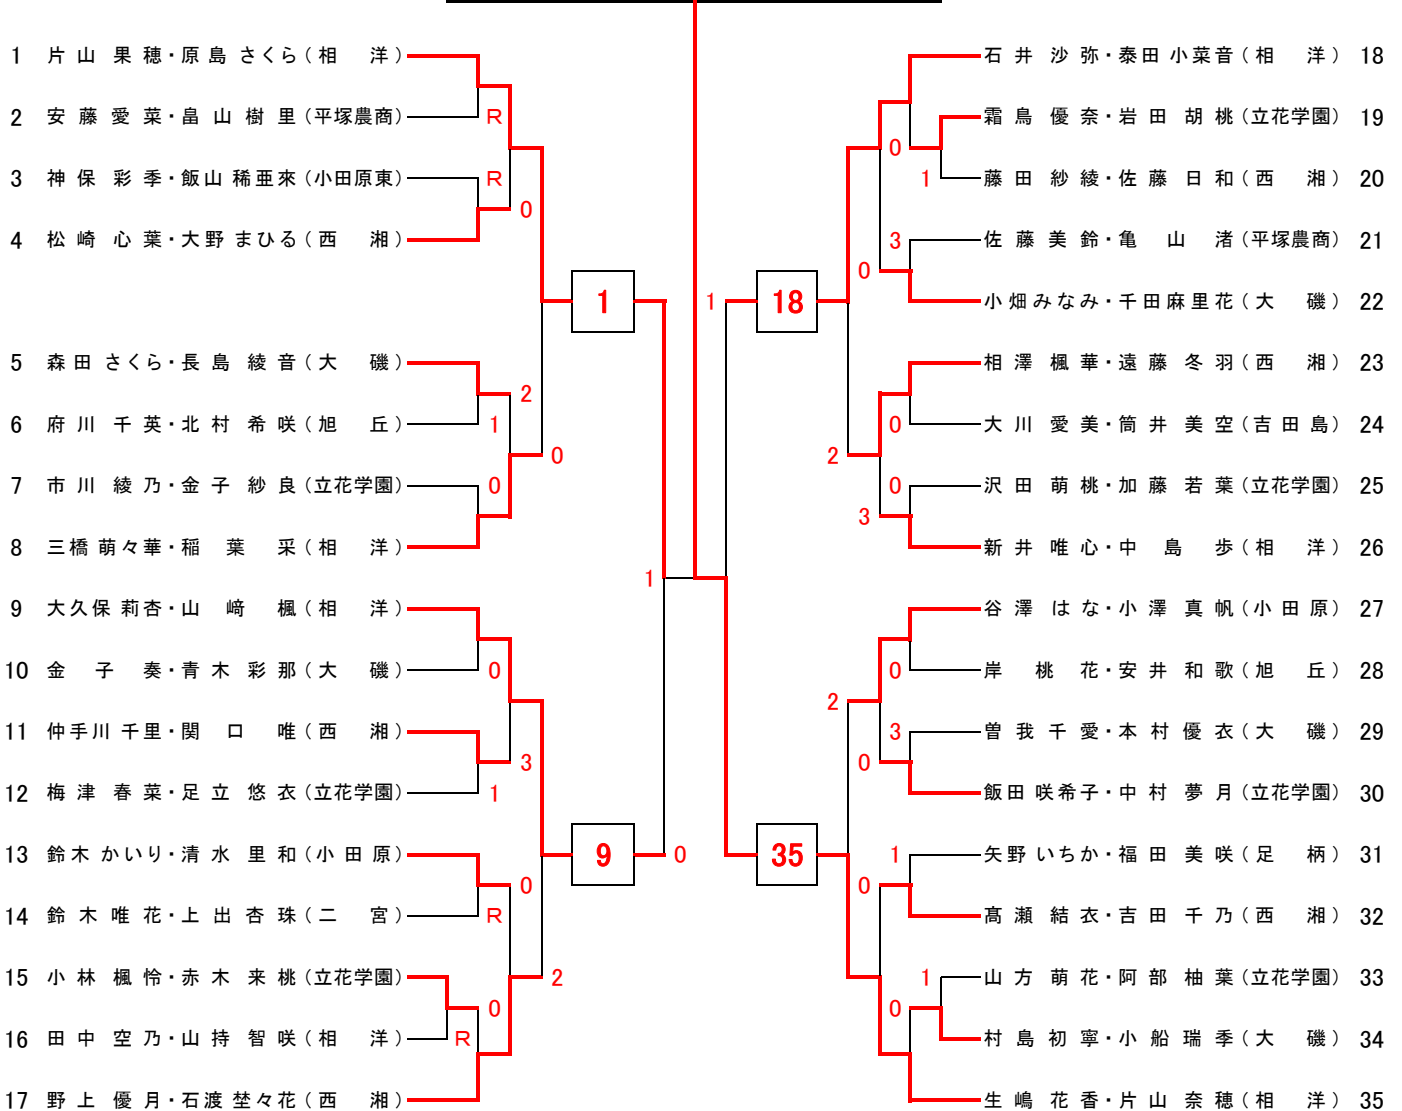 1 片山 果穂・原島 さくら（相 洋）
2 安藤 愛菜・畠山 樹里（平塚農商）
R
3 神保 彩季・飯山 稀亜來（小田原東）
R
0
4 松崎 心葉・大野 まひる（西 湘）
1
5 森田 さくら・長島 綾音（大 磯）
2
6 府川 千英・北村 希咲（旭 丘）
1
0
7 市川 綾乃・金子 紗良（立花学園）
0
8 三橋 萌々華・稲葉 采（相 洋）
1
9 大久保 莉杏・山﨑 楓（相 洋）
10 金子 奏・青木 彩那（大 磯）
0
11 仲手川 千里・関口 唯（西 湘）
3
12 梅津 春菜・足立 悠衣（立花学園）
1
13 鈴木 かいり・清水 里和（小田原）
9
0
0
14 鈴木 唯花・上出 杏珠（二 宮）
R
15 小林 楓怜・赤木 来桃（立花学園）
2
0
16 田中 空乃・山持 智咲（相 洋）
R
17 野上 優月・石渡 埜々花（西 湘）
石井 沙弥・泰田 小菜音（相 洋） 18
霜鳥 優奈・岩田 胡桃（立花学園） 19
0
1
藤田 紗綾・佐藤 日和（西 湘） 20
3
佐藤 美鈴・亀山 渚（平塚農商） 21
0
小畑 みなみ・千田 麻里花（大 磯） 22
1
18
相澤 楓華・遠藤 冬羽（西 湘） 23
0
大川 愛美・筒井 美空（吉田島） 24
2
0
沢田 萌桃・加藤 若葉（立花学園） 25
3
新井 唯心・中島 歩（相 洋） 26
谷澤 はな・小澤 真帆（小田原） 27
0
岸 桃花・安井 和歌（旭 丘） 28
2
3
曽我 千愛・本村 優衣（大 磯） 29
0
飯田 咲希子・中村 夢月（立花学園） 30
35
1
矢野 いちか・福田 美咲（足 柄） 31
0
髙瀬 結衣・吉田 千乃（西 湘） 32
1
山方 萌花・阿部 柚葉（立花学園） 33
0
村島 初寧・小船 瑞季（大 磯） 34
生嶋 花香・片山 奈穂（相 洋） 35